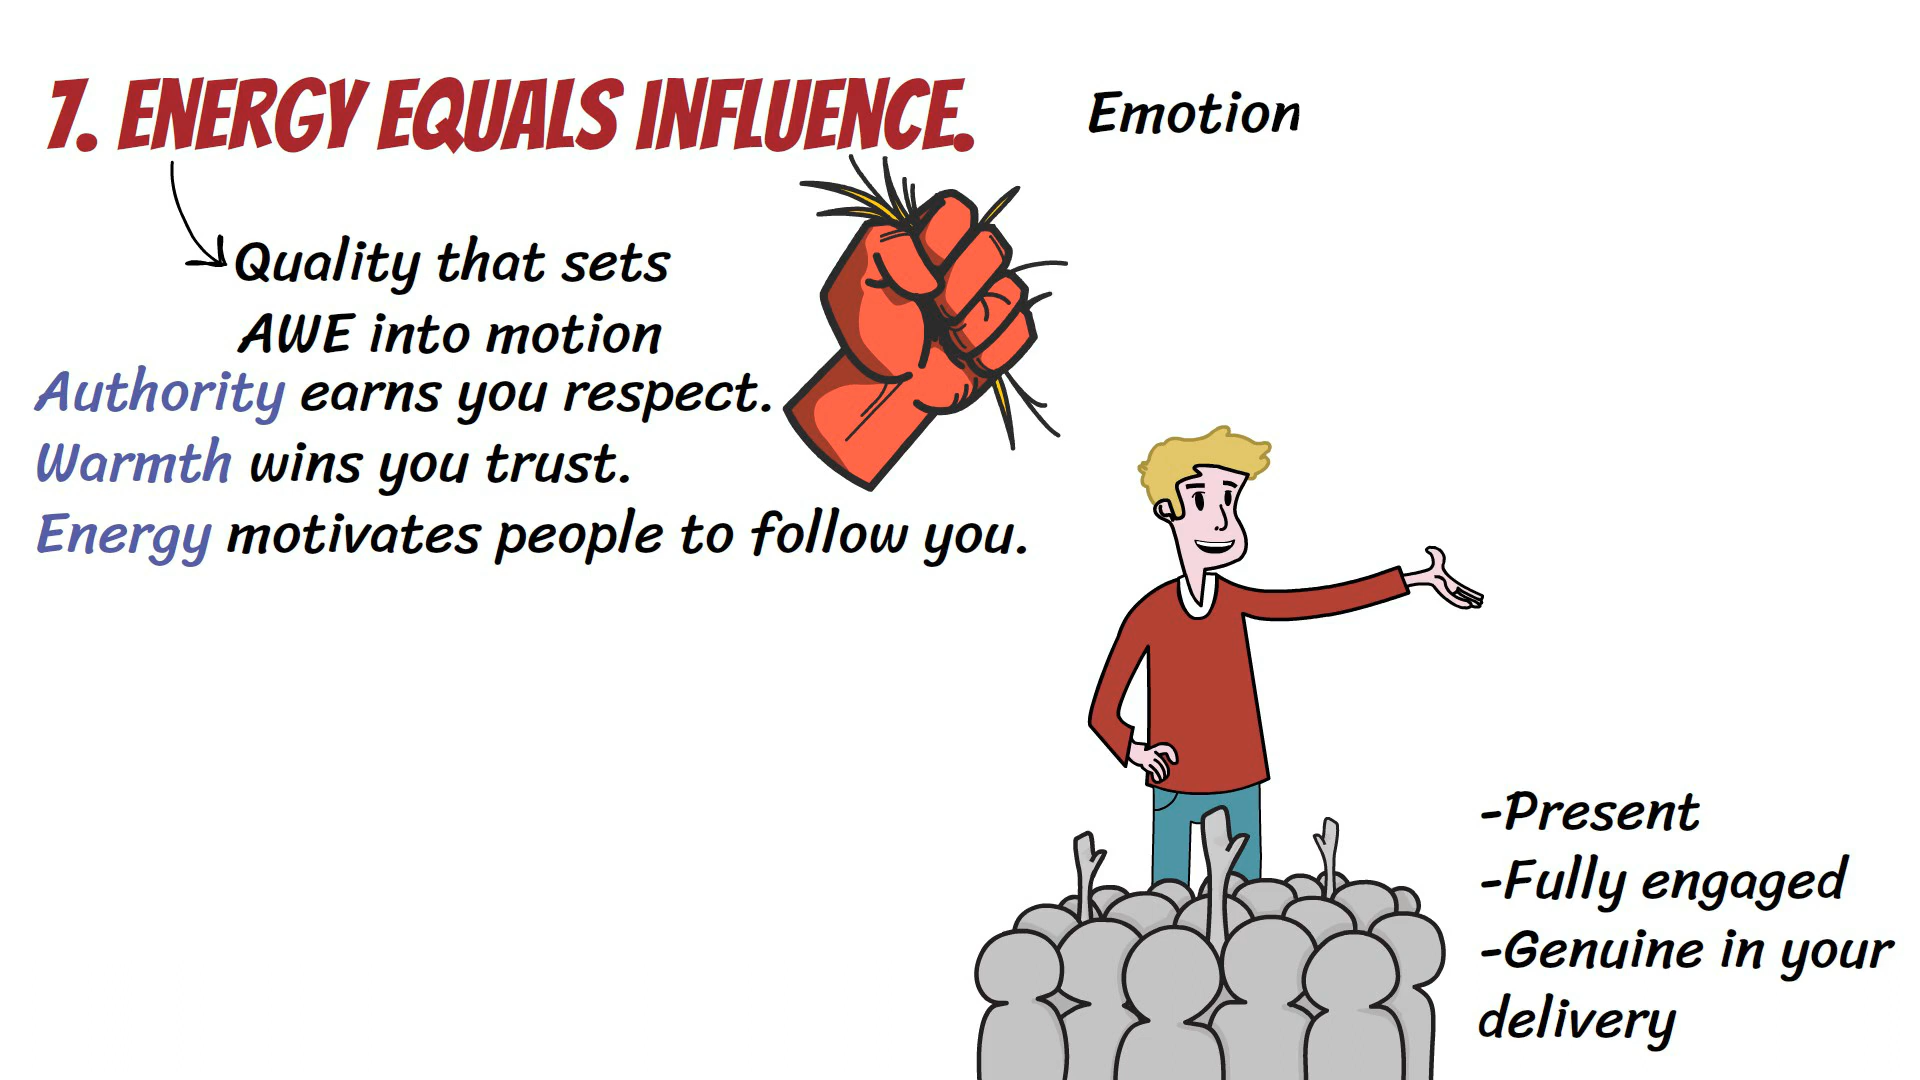 7. ENERGY EQUALS INFLUENCE.
Emotion
Quality that sets
AWE into motion
Authority earns you respect.
Warmth wins you trust.
Energy motivates people to follow you.
-Present
-Fully engaged
-Genuine in your
delivery